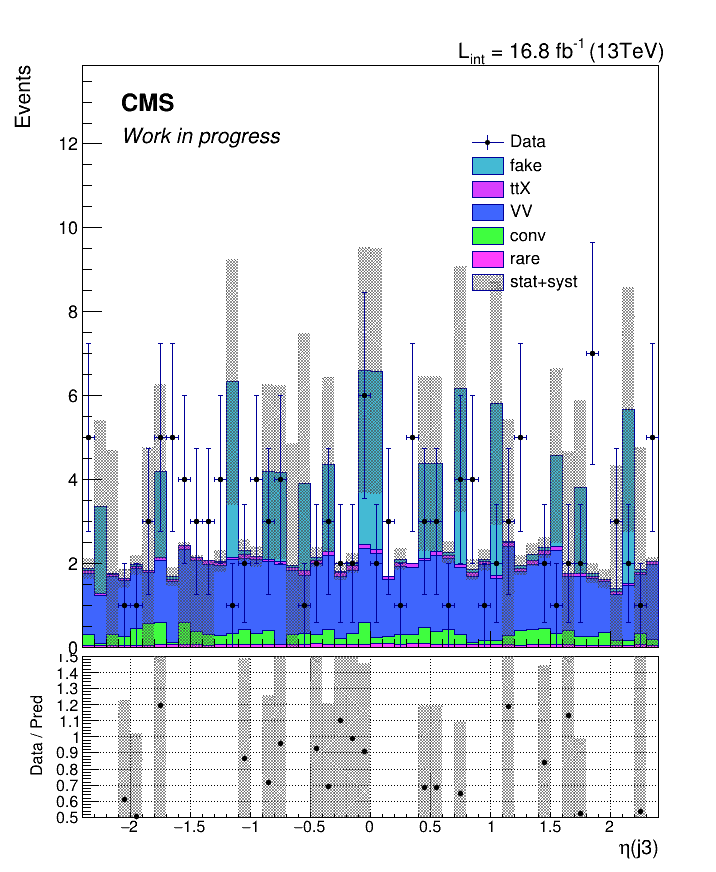 L_int = 16.8 fb^-1 (13TeV)
Events
CMS
Work in progress
Data
fake
ttX
VV
conv
rare
stat+syst
12
10
8
6
4
2
0
1.5
1.4
1.3
1.2
1.1
1
0.9
0.8
0.7
0.6
0.5
Data / Pred
−2 −1.5 −1 −0.5 0 0.5 1 1.5 2
η(j3)